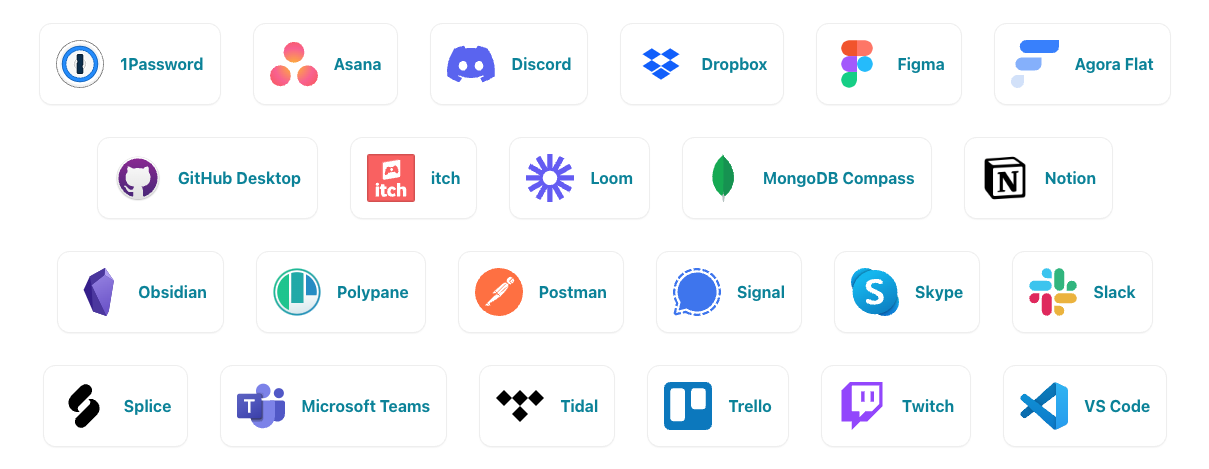 1Password Asana Discord Dropbox Figma Agora Flat
GitHub Desktop itch itch Loom MongoDB Compass N Notion
Obsidian Polypane Postman Signal S Skype Slack
Splice T Microsoft Teams Tidal Trello Twitch VS Code